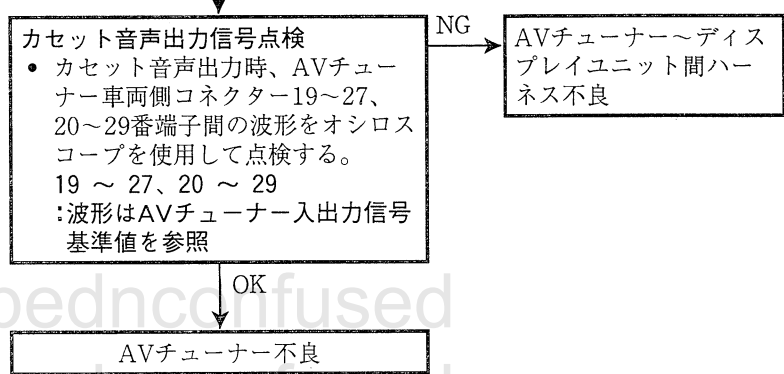 カセット音声出力信号点検
• カセット音声出力時、AVチュー
ナー車両側コネクター19~27、
20~29番端子間の波形をオシロス
コープを使用して点検する。
19 ~ 27、20 ~ 29
:波形はAVチューナー入出力信号
基準値を参照
NG
AVチューナー~ディス
プレイユニット間ハー
ネス不良
OK
AVチューナー不良
pednconfused